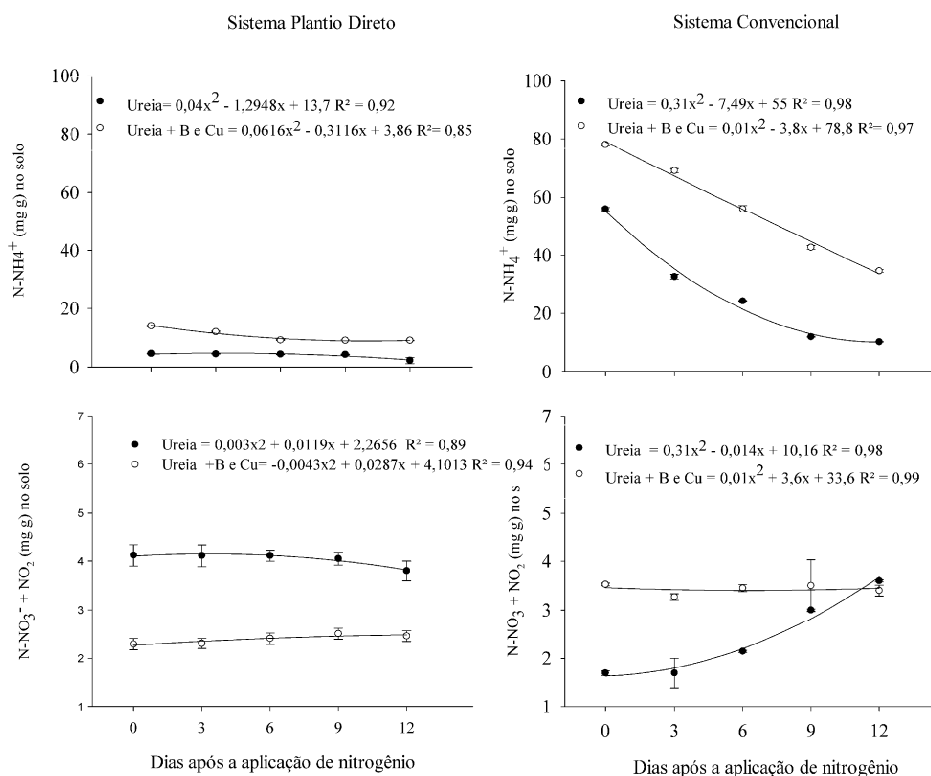 Sistema Plantio Direto
Sistema Convencional
N-NH4+ (mg g) no solo
100
80
60
40
20
0
Ureia= 0,04x2 - 1,2948x + 13,7 R2 = 0,92
Ureia + B e Cu = 0,0616x2 - 0,3116x + 3,86 R2= 0,85
N-NH4+ (mg g) no solo
100
80
60
40
20
0
Ureia = 0,31x2 - 7,49x + 55 R2 = 0,98
Ureia + B e Cu = 0,01x2 - 3,8x + 78,8 R2= 0,97
0 3 6 9 12
N-NO3- + NO2 (mg g) no solo
7
6
5
4
3
2
1
Ureia = 0,003x2 + 0,0119x + 2,2656 R2 = 0,89
Ureia +B e Cu= -0,0043x2 + 0,0287x + 4,1013 R2 = 0,94
0 3 6 9 12
Dias após a aplicação de nitrogênio
N-NO3 + NO2 (mg g) no s
7
6
5
4
3
2
1
Ureia = 0,31x2 - 0,014x + 10,16 R2 = 0,98
Ureia + B e Cu = 0,01x2 + 3,6x + 33,6 R2 = 0,99
0 3 6 9 12
Dias após a aplicação de nitrogênio